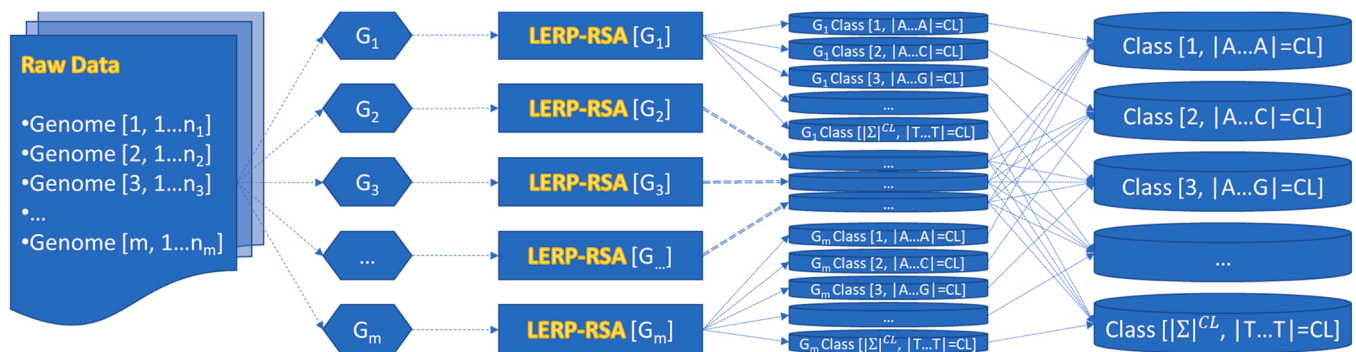 Raw Data
•Genome [1, 1...n₁]
•Genome [2, 1...n₂]
•Genome [3, 1...n₃]
•...
•Genome [m, 1...nₘ]
G₁
G₂
G₃
...
Gₘ
LERP-RSA [G₁]
LERP-RSA [G₂]
LERP-RSA [G₃]
LERP-RSA [G...]
LERP-RSA [Gₘ]
G₁ Class [1, |A...A|=CL]
G₁ Class [2, |A...C|=CL]
G₁ Class [3, |A...G|=CL]
...
G₁ Class [|Σ|^CL, |T...T|=CL]
...
...
...
Gₘ Class [1, |A...A|=CL]
Gₘ Class [2, |A...C|=CL]
Gₘ Class [3, |A...G|=CL]
...
Gₘ Class [|Σ|^CL, |T...T|=CL]
Class [1, |A...A|=CL]
Class [2, |A...C|=CL]
Class [3, |A...G|=CL]
...
Class [|Σ|^CL, |T...T|=CL]